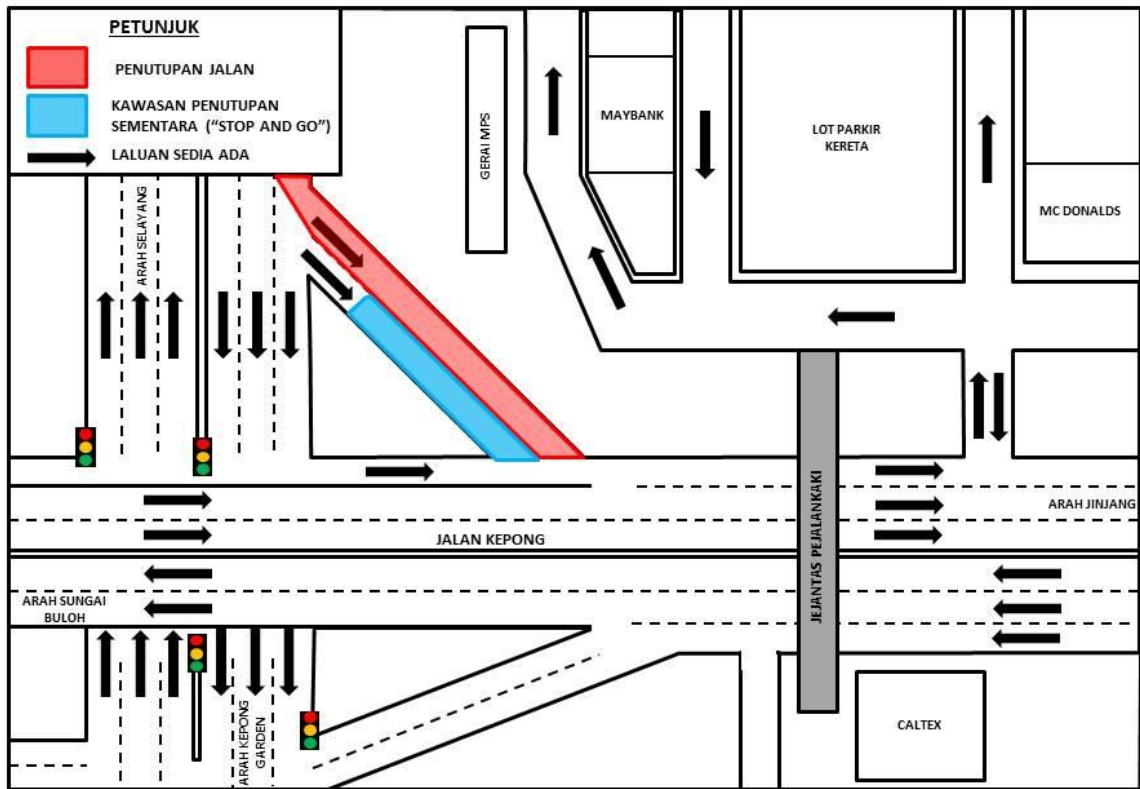 PETUNJUK
PENUTUPAN JALAN
KAWASAN PENUTUPAN
SEMENTARA ("STOP AND GO")
LALUAN SEDIA ADA
ARAH SELAYANG
GERAI MPS
MAYBANK
LOT PARKIR
KERETA
MC DONALDS
JEJANTAS PEJALANKAKI
ARAH JINJANG
JALAN KEPONG
ARAH SUNGAI
BULOH
ARAH KEPONG
GARDEN
CALTEX